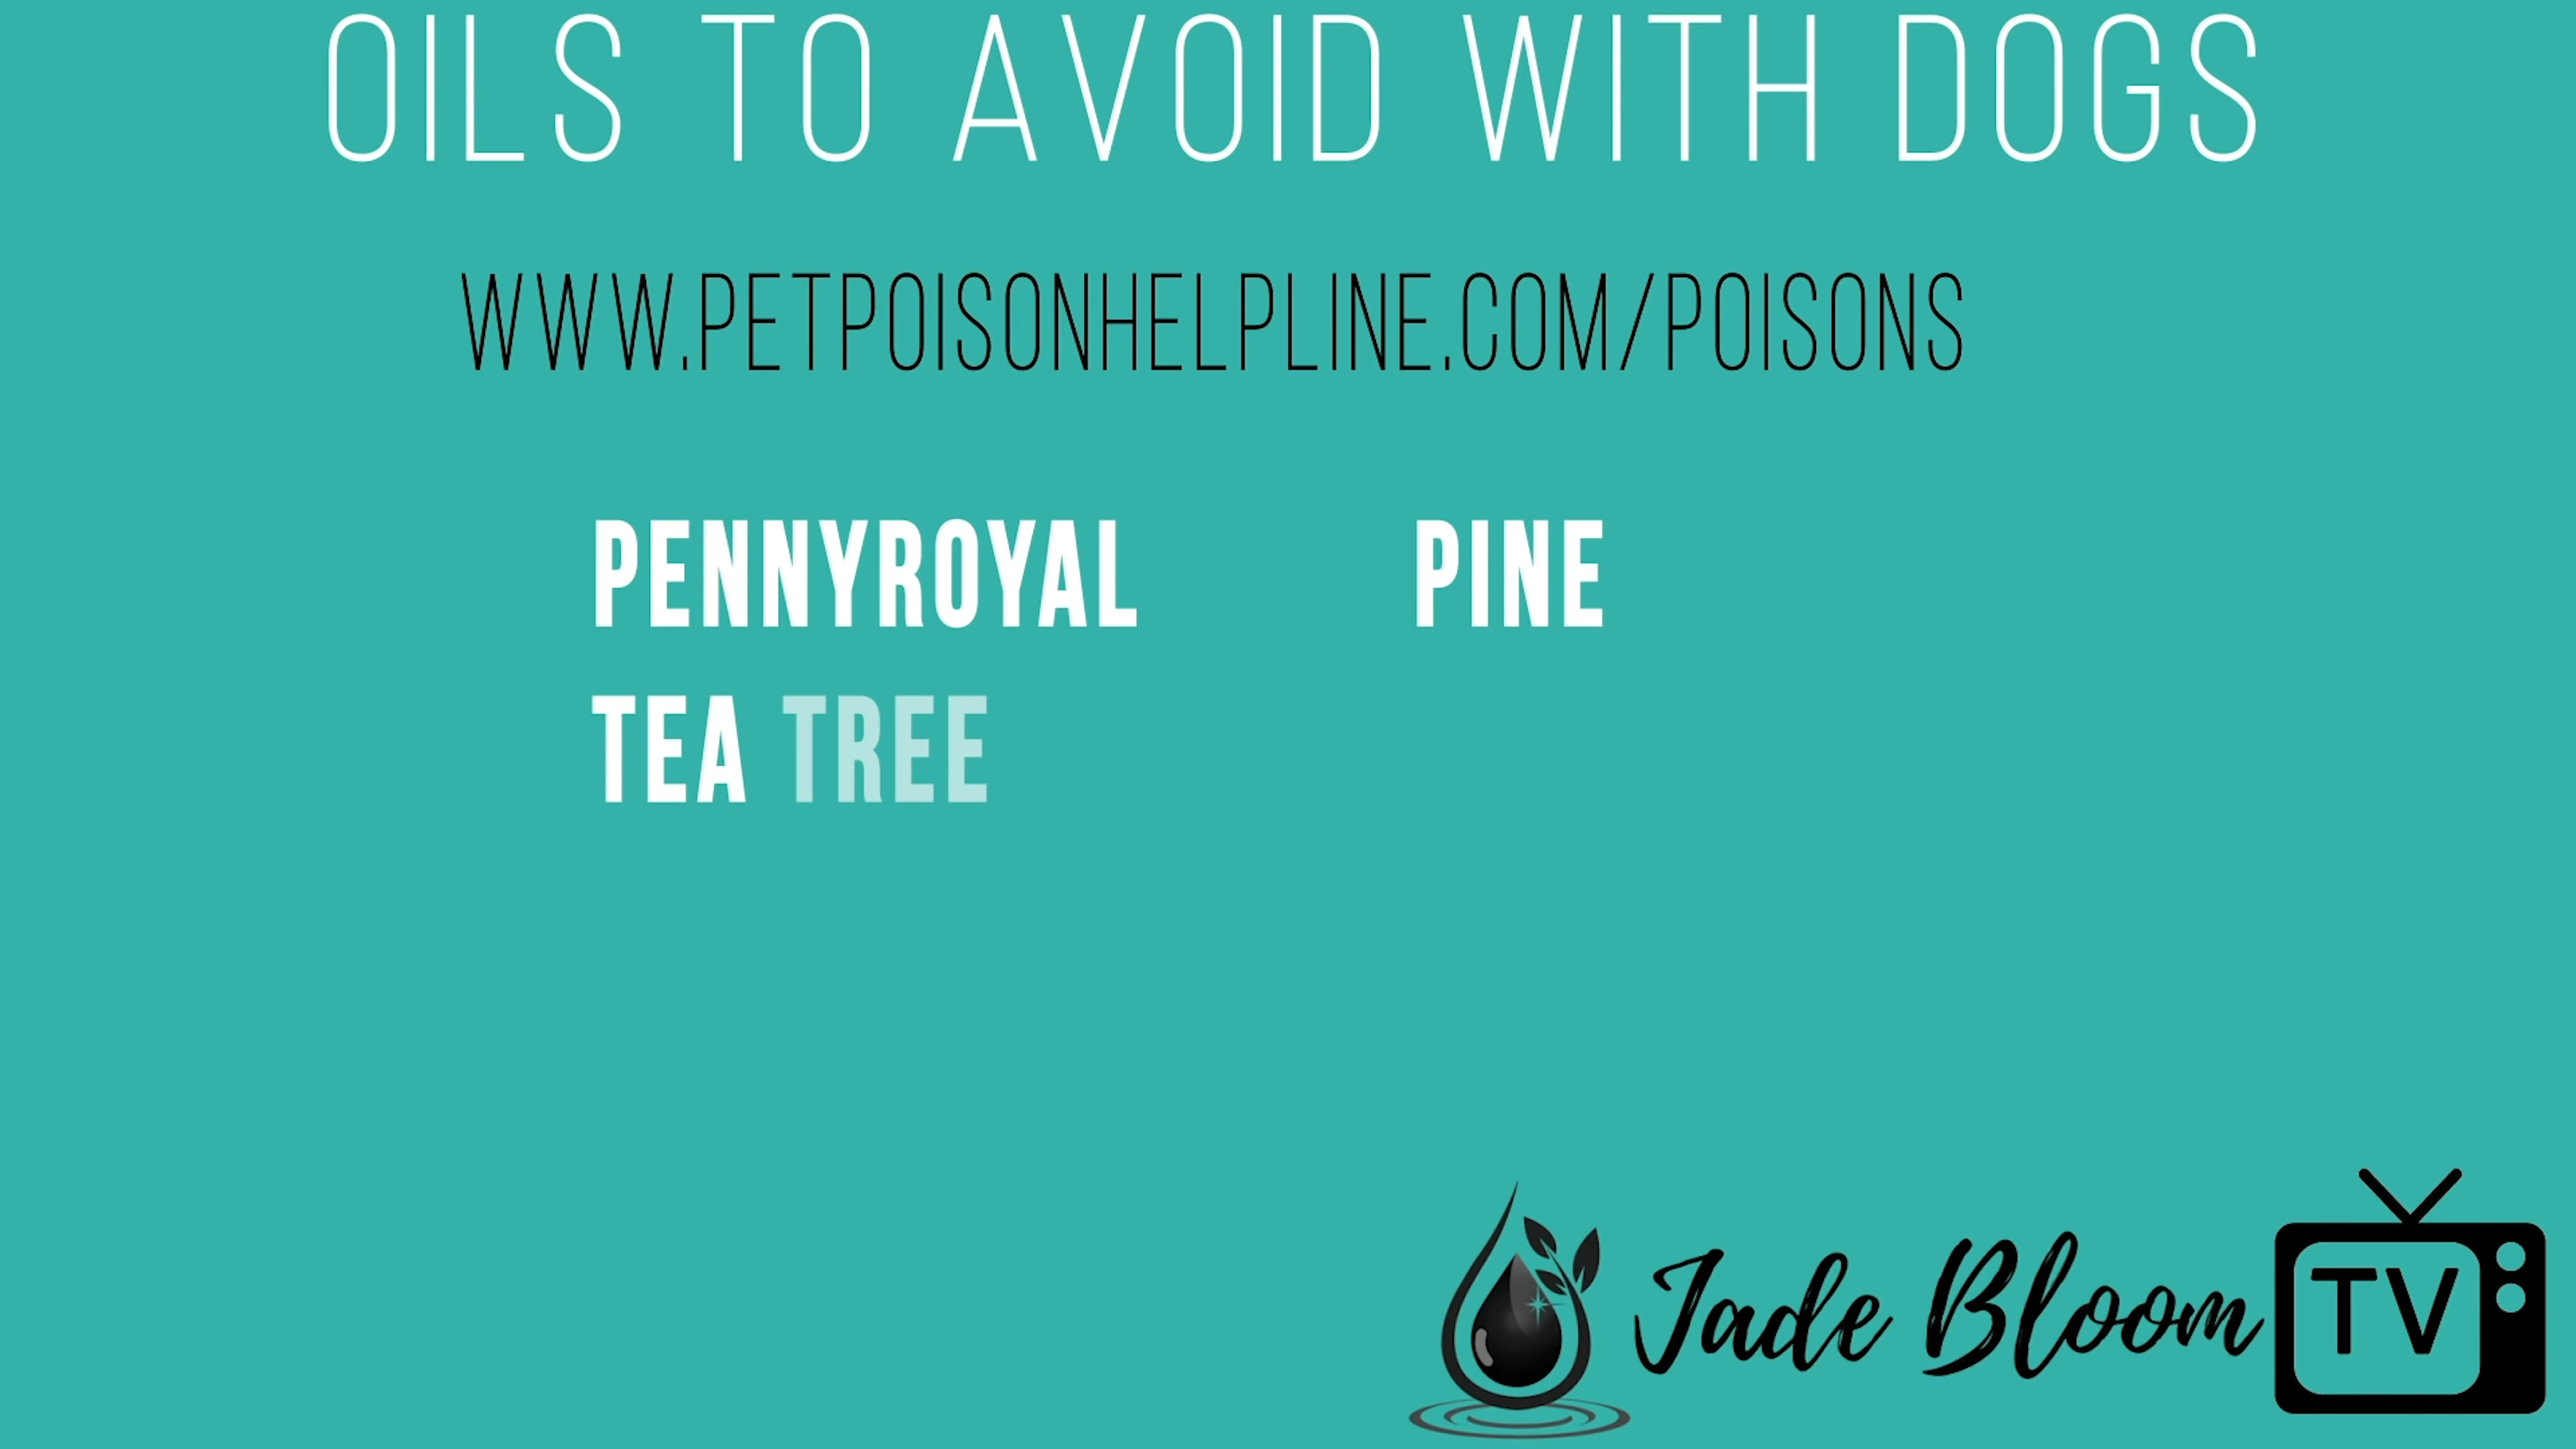 OILS TO AVOID WITH DOGS
WWW.PETPOISONHELPLINE.COM/POISONS
PENNYROYAL PINE
TEA TREE
Jade Bloom TV